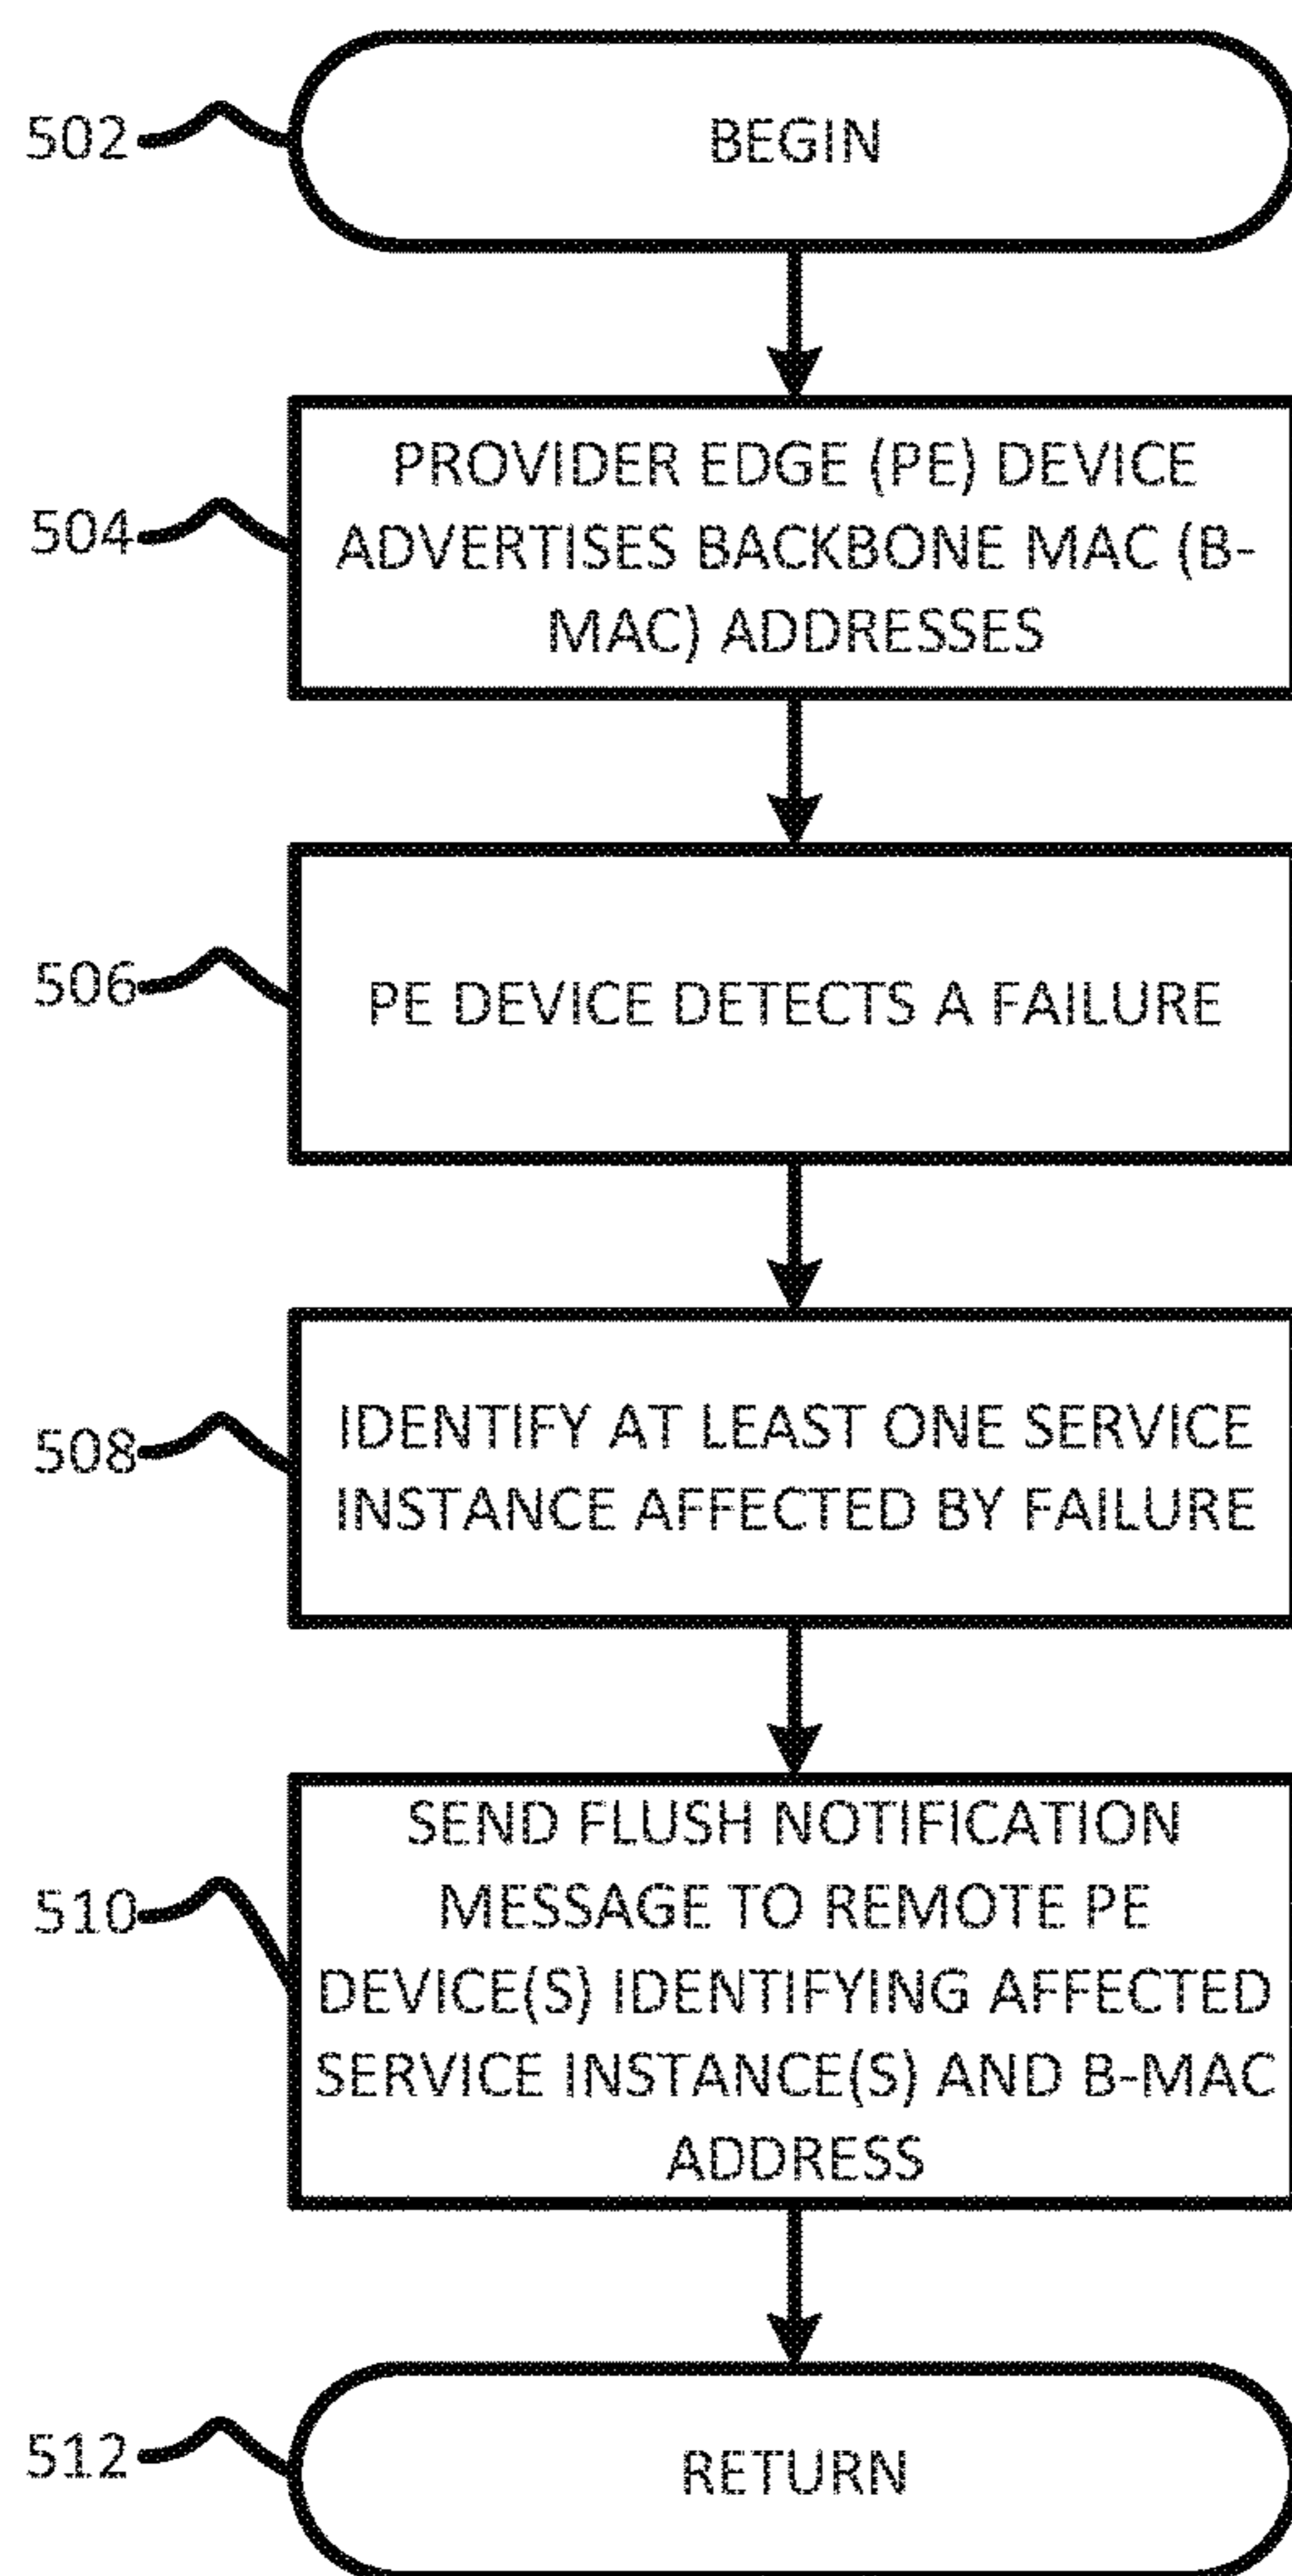 502
BEGIN
504
PROVIDER EDGE (PE) DEVICE
ADVERTISES BACKBONE MAC (B-
MAC) ADDRESSES
506
PE DEVICE DETECTS A FAILURE
508
IDENTIFY AT LEAST ONE SERVICE
INSTANCE AFFECTED BY FAILURE
510
SEND FLUSH NOTIFICATION
MESSAGE TO REMOTE PE
DEVICE(S) IDENTIFYING AFFECTED
SERVICE INSTANCE(S) AND B-MAC
ADDRESS
512
RETURN